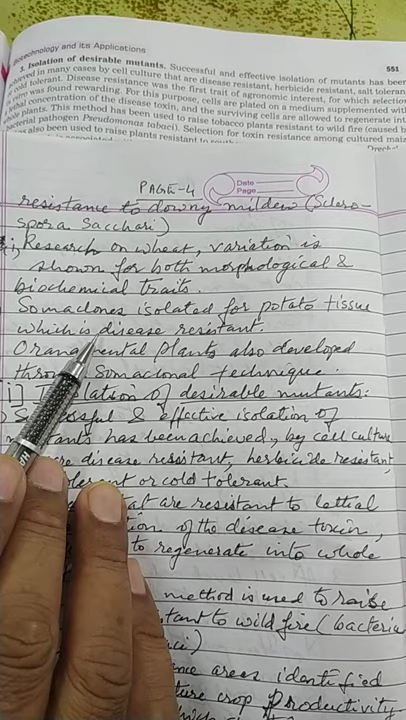 Biotechnology and its Applications
551
3. Isolation of desirable mutants. Successful and effective isolation of mutants has been
achieved in many cases by cell culture that are disease resistant, herbicide resistant, salt tolerant
cold tolerant. Disease resistance was the first trait of agronomic interest, for which selection
in vitro was found rewarding. For this purpose, cells are plated on a medium supplemented with
lethal concentration of the disease toxin, and the surviving cells are allowed to regenerate into
whole plants. This method has been used to raise tobacco plants resistant to wild fire (caused by
bacterial pathogen Pseudomonas tabaci). Selection for toxin resistance among cultured maize
has also been used to raise plants resistant to
PAGE-4
Date
Page
resistance to downy mildew (Sclero-
spora Sacchari)
Research on wheat, variation is
shown for both morphological &
biochemical traits.
Somaclones isolated for potato tissue
which is disease resistant.
Oranamental plants also developed
Somaclonal technique.
lation of desirable mutants:
ssful & effective isolation of
has been achieved, by cell culture
disease resistant, herbicide resistant,
or cold tolerant.
are resistant to lethal
of the disease toxin,
to regenerate into whole
method is used to raise
to wild fire (bacteria
areas identified
crop productivity